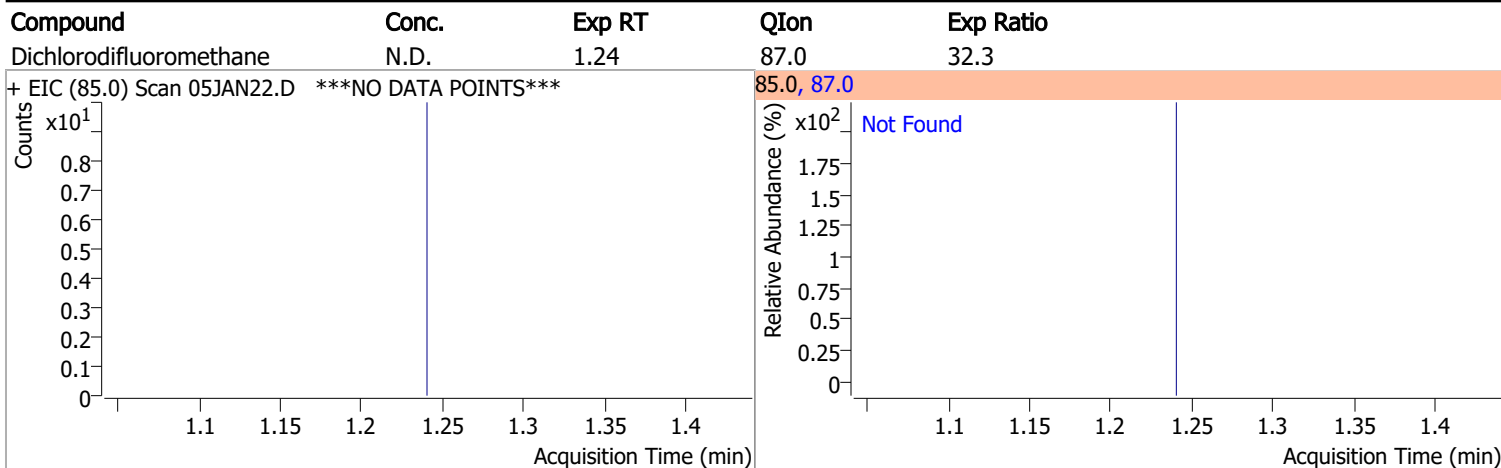 Compound Conc. Exp RT QIon Exp Ratio
Dichlorodifluoromethane N.D. 1.24 87.0 32.3
+ EIC (85.0) Scan 05JAN22.D ***NO DATA POINTS***
Counts
x10¹
0.8
0.7
0.6
0.5
0.4
0.3
0.2
0.1
0
1.1 1.15 1.2 1.25 1.3 1.35 1.4
Acquisition Time (min)
85.0, 87.0
Relative Abundance (%)
x10²
Not Found
1.75
1.5
1.25
1
0.75
0.5
0.25
0
1.1 1.15 1.2 1.25 1.3 1.35 1.4
Acquisition Time (min)